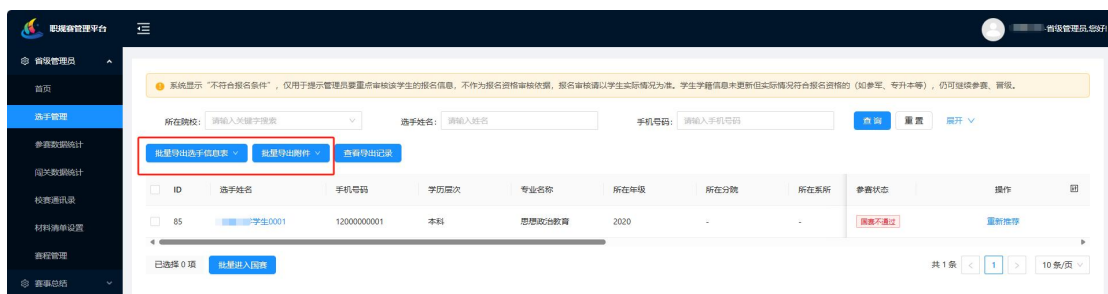 职规赛管理平台
省级管理员,您好!
省级管理员
首页
选手管理
参赛数据统计
闯关数据统计
校赛通讯录
材料清单设置
赛程管理
赛事总结
系统显示“不符合报名条件”,仅用于提示管理员要重点审核该学生的报名信息,不作为报名资格审核依据,报名审核请以学生实际情况为准。学生学籍信息未更新但实际情况符合报名资格的(如参军、专升本等),仍可继续参赛、晋级。
所在院校: 请输入关键字搜索 选手姓名: 请输入姓名 手机号码: 请输入手机号码 查询 重置 展开
批量导出选手信息表 批量导出附件 查看导出记录
ID 选手姓名 手机号码 学历层次 专业名称 所在年级 所在分院 所在系所 参赛状态 操作
85 学生0001 12000000001 本科 思想政治教育 2020 - - 国赛不通过 重新推荐
已选择 0 项 批量进入国赛 共 1 条 < 1 > 10 条/页